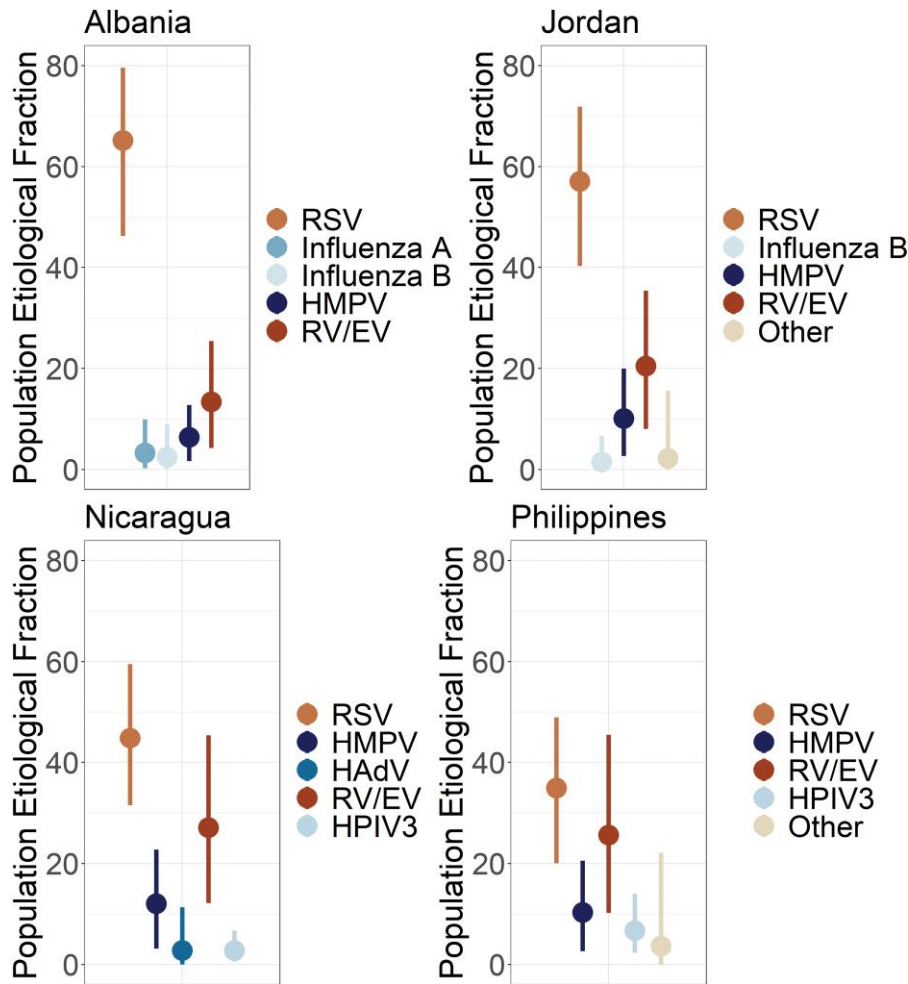 Albania
Population Etiological Fraction
80
60
40
20
0
RSV
Influenza A
Influenza B
HMPV
RV/EV
Jordan
Population Etiological Fraction
80
60
40
20
0
RSV
Influenza B
HMPV
RV/EV
Other
Nicaragua
Population Etiological Fraction
80
60
40
20
0
RSV
HMPV
HAdV
RV/EV
HPIV3
Philippines
Population Etiological Fraction
80
60
40
20
0
RSV
HMPV
RV/EV
HPIV3
Other